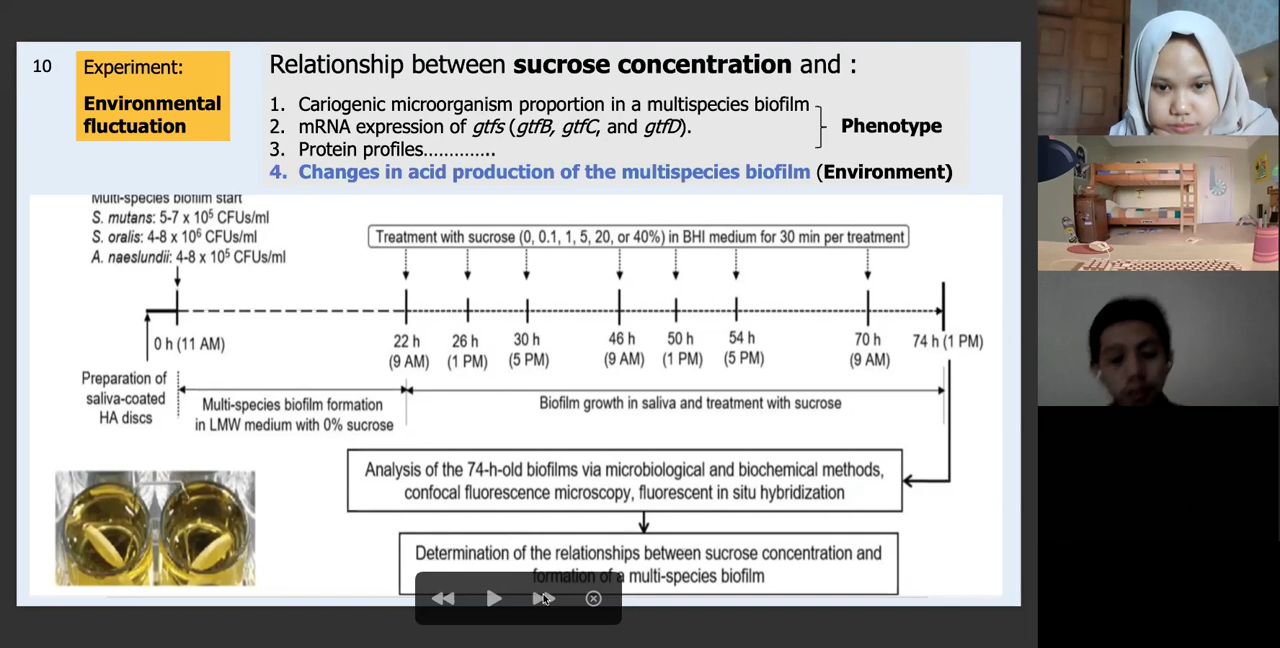 10
Experiment:
Environmental
fluctuation
Relationship between sucrose concentration and :
1. Cariogenic microorganism proportion in a multispecies biofilm
2. mRNA expression of gtfs (gtfB, gtfC, and gtfD).
3. Protein profiles.............
4. Changes in acid production of the multispecies biofilm (Environment)
Phenotype
Multi-species biofilm start
S. mutans: 5-7 x 10⁵ CFUs/ml
S. oralis: 4-8 x 10⁶ CFUs/ml
A. naeslundii: 4-8 x 10⁵ CFUs/ml
Treatment with sucrose (0, 0.1, 1, 5, 20, or 40%) in BHI medium for 30 min per treatment
0 h (11 AM)
22 h
(9 AM)
26 h
(1 PM)
30 h
(5 PM)
46 h
(9 AM)
50 h
(1 PM)
54 h
(5 PM)
70 h
(9 AM)
74 h (1 PM)
Preparation of
saliva-coated
HA discs
Multi-species biofilm formation
in LMW medium with 0% sucrose
Biofilm growth in saliva and treatment with sucrose
Analysis of the 74-h-old biofilms via microbiological and biochemical methods,
confocal fluorescence microscopy, fluorescent in situ hybridization
Determination of the relationships between sucrose concentration and
formation of a multi-species biofilm